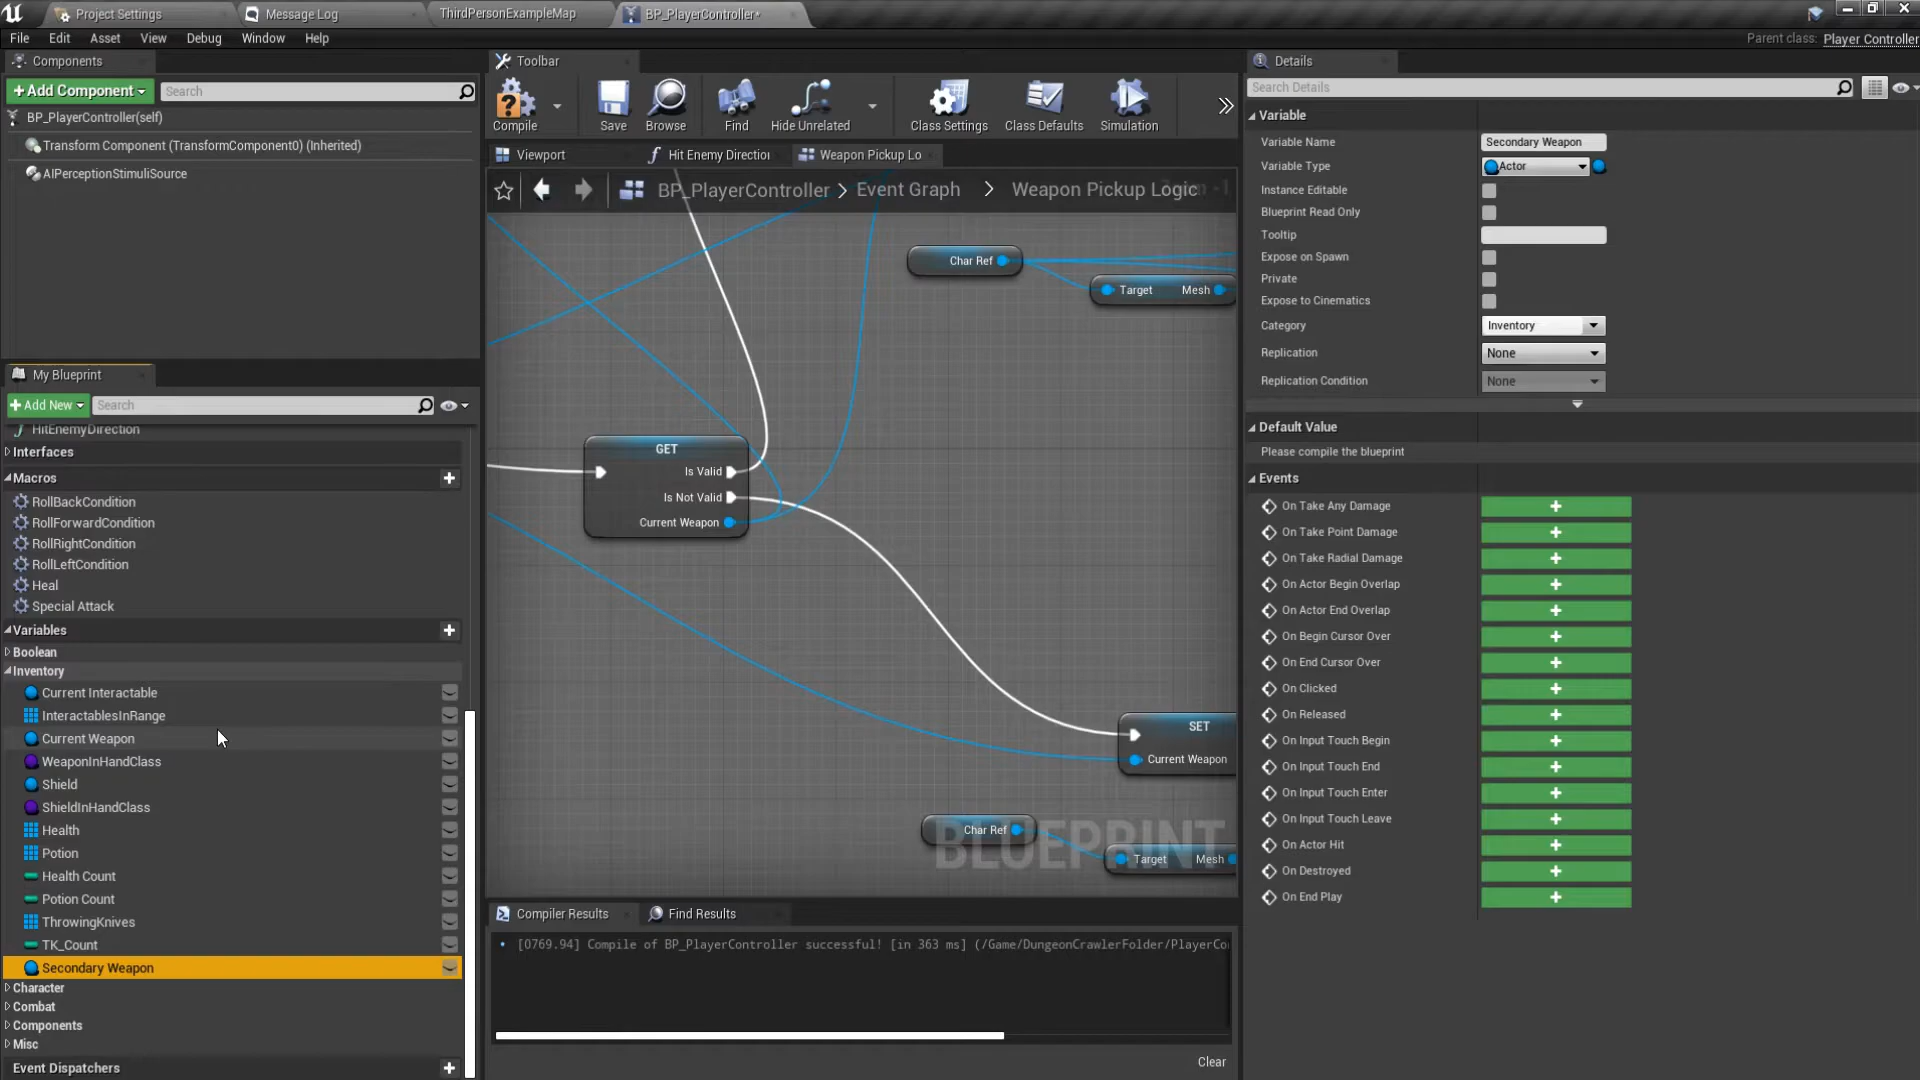 Project Settings
Message Log
ThirdPersonExampleMap
BP_PlayerController*
File Edit Asset View Debug Window Help
Parent class: Player Controller
Components
+Add Component
Search
BP_PlayerController(self)
Transform Component (TransformComponent0) (Inherited)
AIPerceptionStimuliSource
My Blueprint
+Add New
Search
HitEnemyDirection
Interfaces
Macros
RollBackCondition
RollForwardCondition
RollRightCondition
RollLeftCondition
Heal
Special Attack
Variables
Boolean
Inventory
Current Interactable
InteractablesInRange
Current Weapon
WeaponInHandClass
Shield
ShieldInHandClass
Health
Potion
Health Count
Potion Count
ThrowingKnives
TK_Count
Secondary Weapon
Character
Combat
Components
Misc
Event Dispatchers
Toolbar
Compile Save Browse Find Hide Unrelated Class Settings Class Defaults Simulation
Viewport
Hit Enemy Direction
Weapon Pickup Lo
BP_PlayerController > Event Graph > Weapon Pickup Logic
Char Ref
Target Mesh
GET
Is Valid
Is Not Valid
Current Weapon
SET
Current Weapon
Char Ref
Target Mesh
BLUEPRINT
Compiler Results
Find Results
[0769.94] Compile of BP_PlayerController successful! [in 363 ms] (/Game/DungeonCrawlerFolder/PlayerCo
Clear
Details
Search Details
Variable
Variable Name Secondary Weapon
Variable Type Actor
Instance Editable
Blueprint Read Only
Tooltip
Expose on Spawn
Private
Expose to Cinematics
Category Inventory
Replication None
Replication Condition None
Default Value
Please compile the blueprint
Events
On Take Any Damage
On Take Point Damage
On Take Radial Damage
On Actor Begin Overlap
On Actor End Overlap
On Begin Cursor Over
On End Cursor Over
On Clicked
On Released
On Input Touch Begin
On Input Touch End
On Input Touch Enter
On Input Touch Leave
On Actor Hit
On Destroyed
On End Play